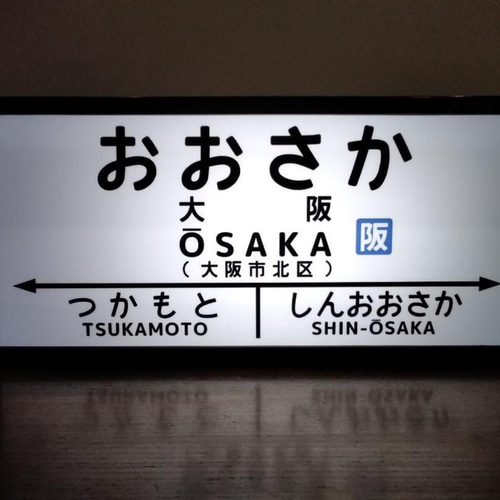 おおさか
大阪
ŌSAKA 阪
(大阪市北区)
つかもと しんおおさか
TSUKAMOTO SHIN-ŌSAKA